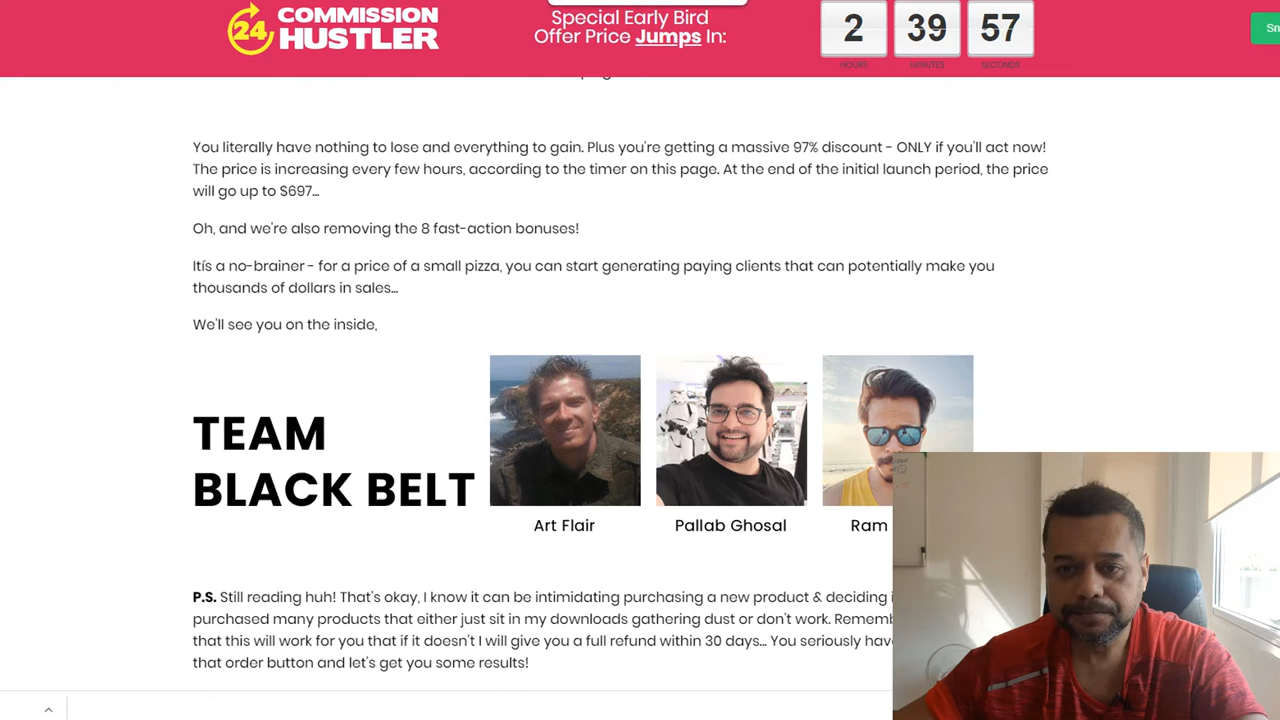 24 COMMISSION
HUSTLER
Special Early Bird
Offer Price Jumps In:
2 39 57
HOURS MINUTES SECONDS
You literally have nothing to lose and everything to gain. Plus you're getting a massive 97% discount - ONLY if you'll act now!
The price is increasing every few hours, according to the timer on this page. At the end of the initial launch period, the price
will go up to $697...
Oh, and we're also removing the 8 fast-action bonuses!
Itís a no-brainer - for a price of a small pizza, you can start generating paying clients that can potentially make you
thousands of dollars in sales...
We'll see you on the inside,
TEAM
BLACK BELT
Art Flair
Pallab Ghosal
Ram
P.S. Still reading huh! That's okay, I know it can be intimidating purchasing a new product & deciding
purchased many products that either just sit in my downloads gathering dust or don't work.
that this will work for you that if it doesn't I will give you a full refund within 30 days... You seriously
that order button and let's get you some results!